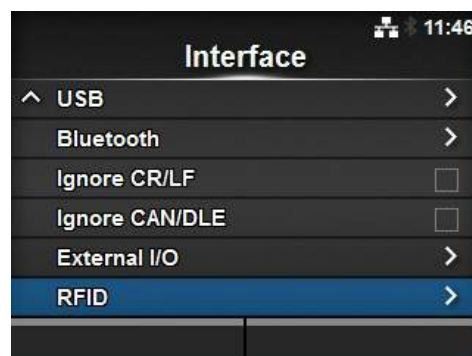 11:46
Interface
USB
Bluetooth
Ignore CR/LF
Ignore CAN/DLE
External I/O
RFID